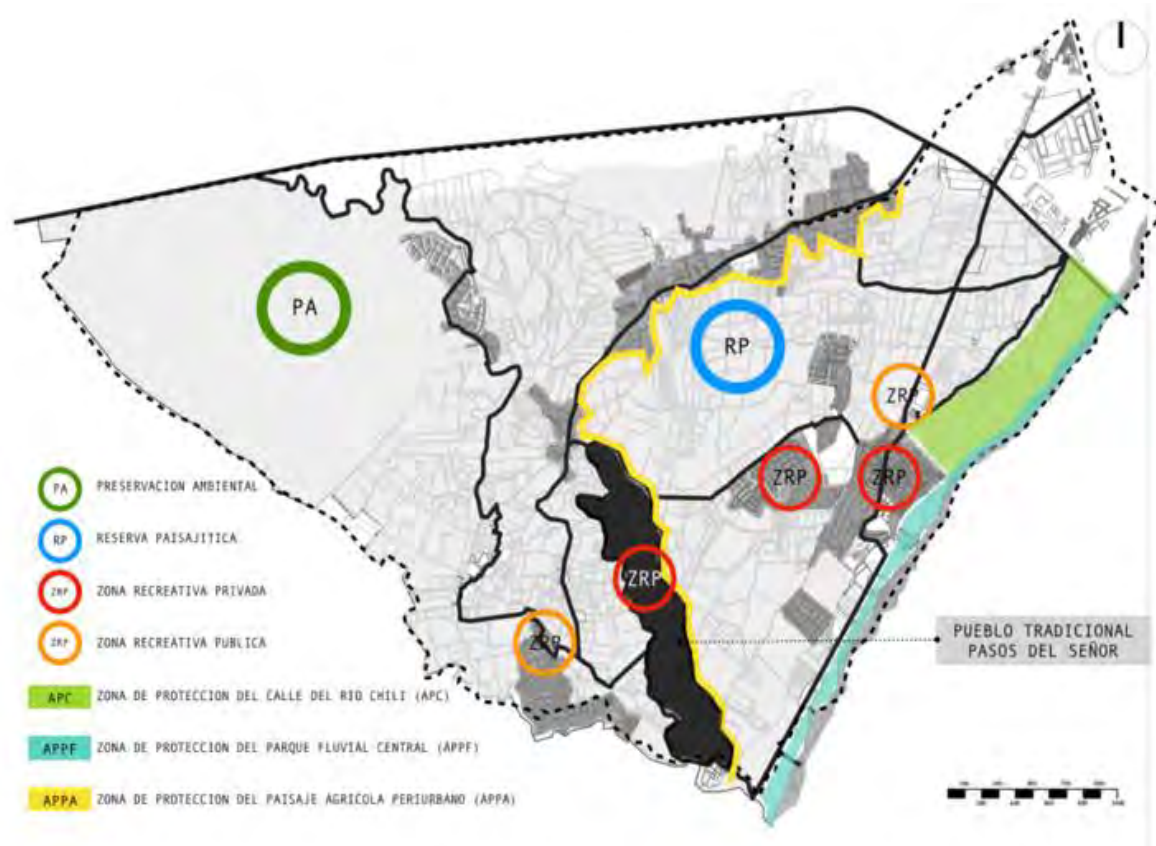 PA
RP
ZRP
ZRP
ZRP
ZRP
ZRP
PA PRESERVACION AMBIENTAL
RP RESERVA PAISAJITICA
ZRP ZONA RECREATIVA PRIVADA
ZRP ZONA RECREATIVA PUBLICA
APC ZONA DE PROTECCION DEL CALLE DEL RIO CHILI (APC)
APPF ZONA DE PROTECCION DEL PARQUE FLUVIAL CENTRAL (APPF)
APPA ZONA DE PROTECCION DEL PAISAJE AGRICOLA PERIURBANO (APPA)
PUEBLO TRADICIONAL
PASOS DEL SEÑOR